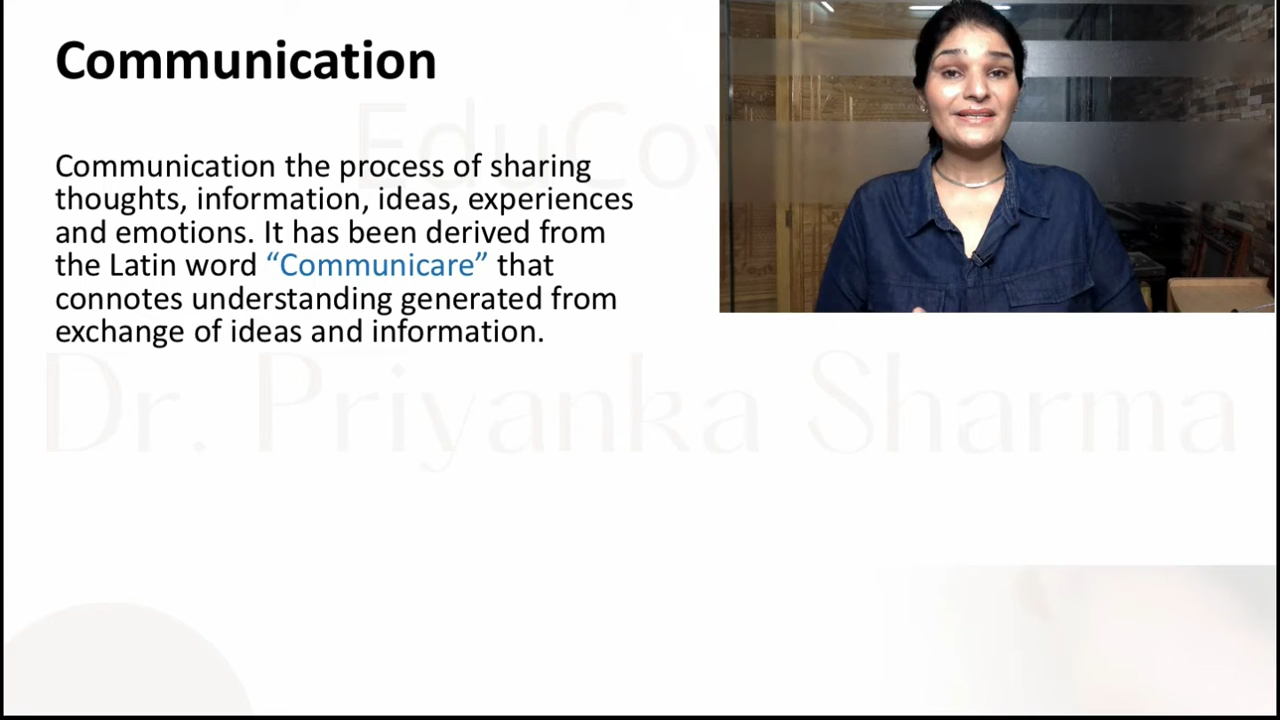 Communication
EduCov
Communication the process of sharing
thoughts, information, ideas, experiences
and emotions. It has been derived from
the Latin word “Communicare” that
connotes understanding generated from
exchange of ideas and information.
Dr. Priyanka Sharma